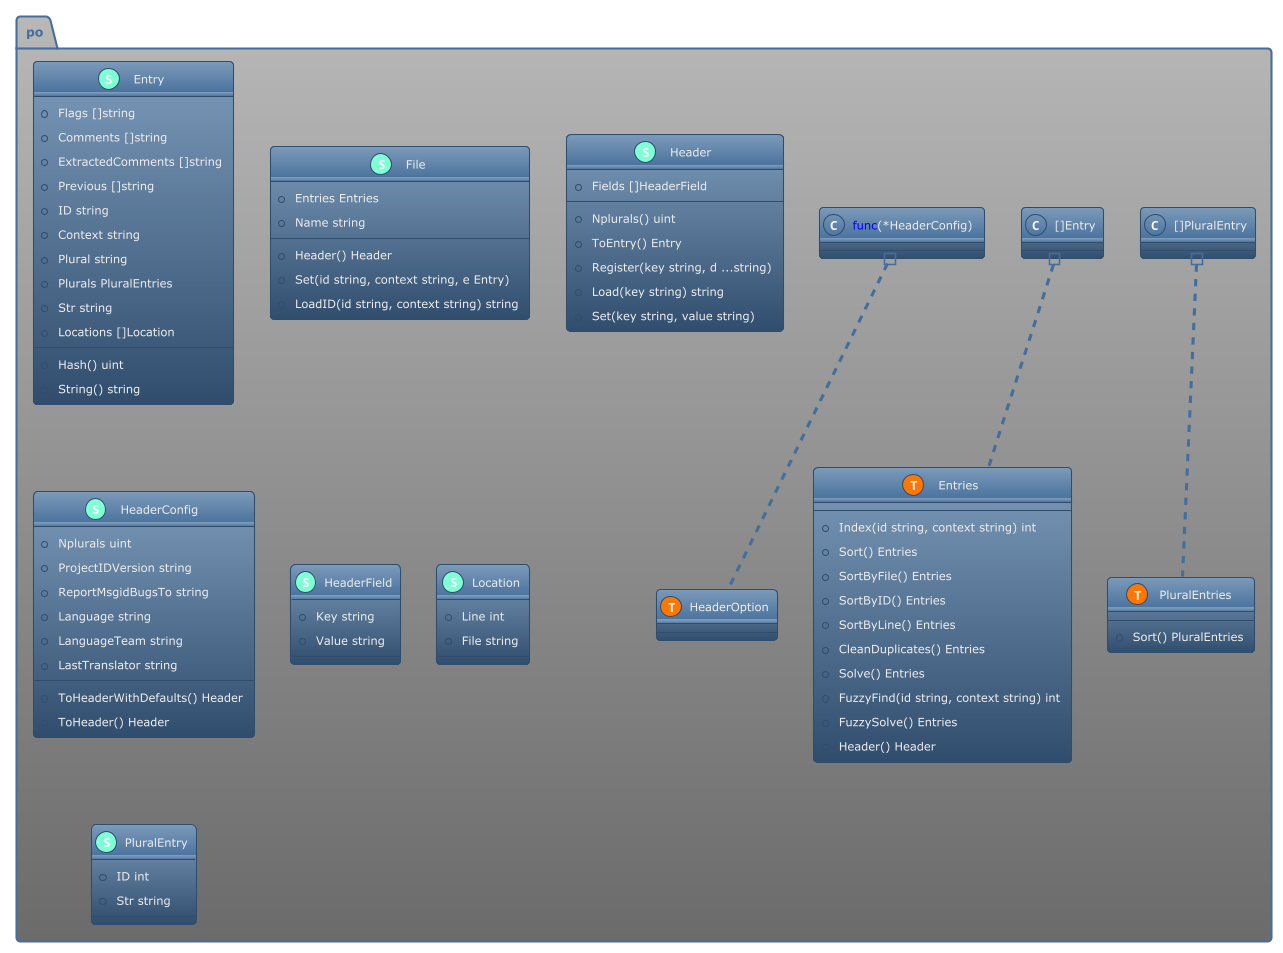 po
S Entry
Flags []string
Comments []string
ExtractedComments []string
Previous []string
ID string
Context string
Plural string
Plurals PluralEntries
Str string
Locations []Location
Hash() uint
String() string
S File
Entries Entries
Name string
Header() Header
Set(id string, context string, e Entry)
LoadID(id string, context string) string
S Header
Fields []HeaderField
Nplurals() uint
ToEntry() Entry
Register(key string, d ...string)
Load(key string) string
Set(key string, value string)
C func(*HeaderConfig)
C []Entry
C []PluralEntry
S HeaderConfig
Nplurals uint
ProjectIDVersion string
ReportMsgidBugsTo string
Language string
LanguageTeam string
LastTranslator string
ToHeaderWithDefaults() Header
ToHeader() Header
S HeaderField
Key string
Value string
S Location
Line int
File string
T HeaderOption
T Entries
Index(id string, context string) int
Sort() Entries
SortByFile() Entries
SortByID() Entries
SortByLine() Entries
CleanDuplicates() Entries
Solve() Entries
FuzzyFind(id string, context string) int
FuzzySolve() Entries
Header() Header
T PluralEntries
Sort() PluralEntries
S PluralEntry
ID int
Str string